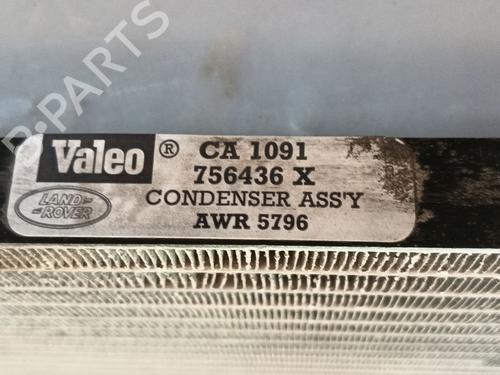 B-PARTS
Valeo ® CA 1091
756436 X
LAND
ROVER
CONDENSER ASS'Y
AWR 5796